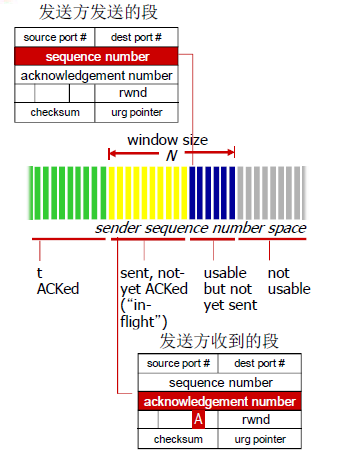 发送方发送的段
source port # dest port #
sequence number
acknowledgement number
rwnd
checksum urg pointer
window size
N
sender sequence number space
t
ACKed
sent, not-
yet ACKed
(“in-
flight”)
usable
but not
yet sent
not
usable
发送方收到的段
source port # dest port #
sequence number
acknowledgement number
A rwnd
checksum urg pointer